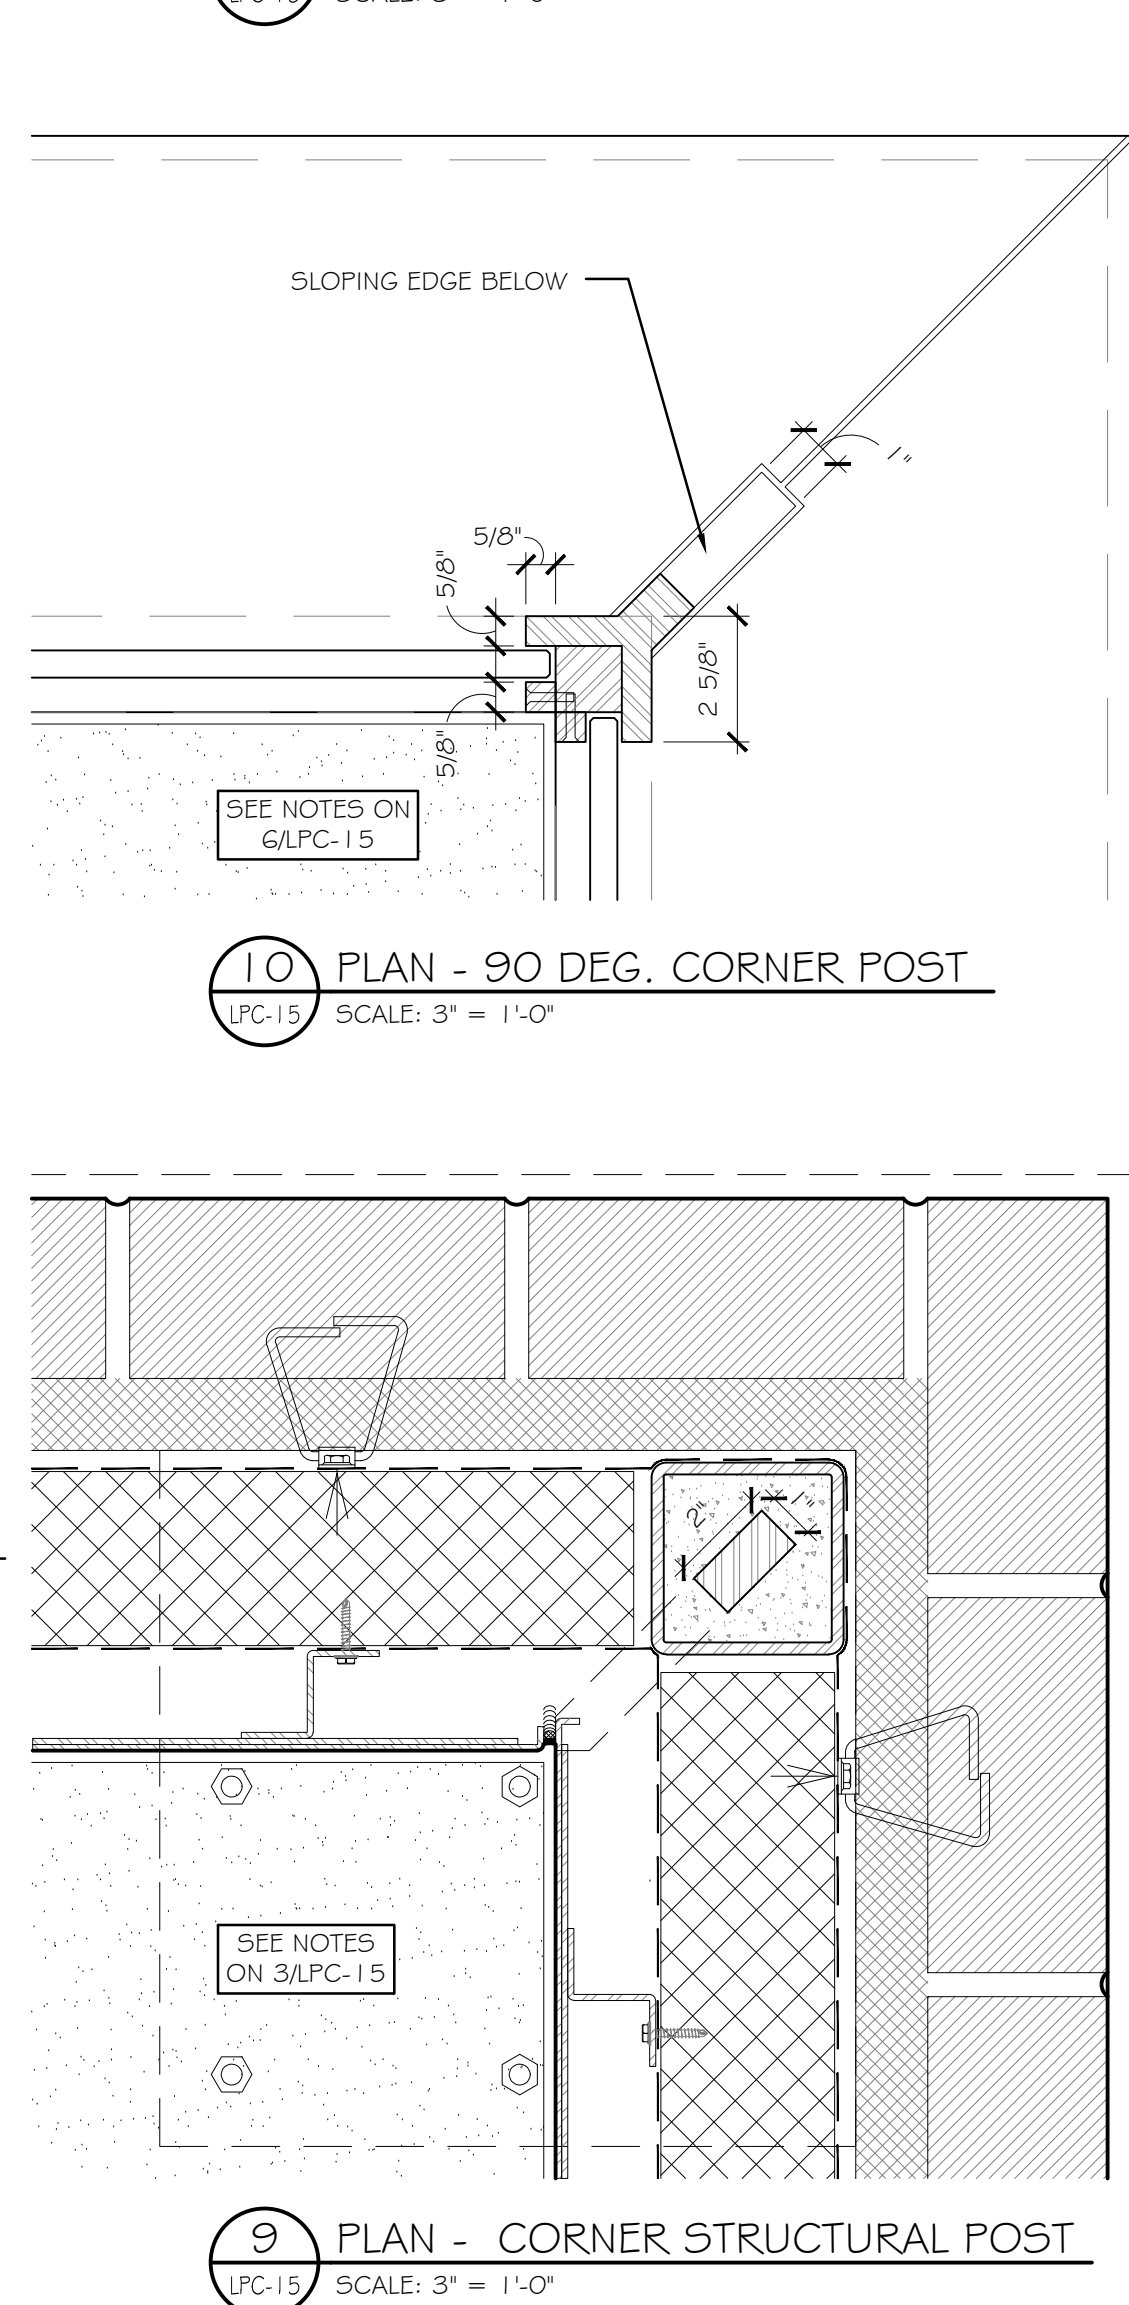 SLOPING EDGE BELOW
1"
5/8"
5/8"
2 5/8"
5/8"
SEE NOTES ON
6/LPC-15
10 PLAN - 90 DEG. CORNER POST
LPC-15 SCALE: 3" = 1'-0"
2"
1"
SEE NOTES
ON 3/LPC-15
9 PLAN - CORNER STRUCTURAL POST
LPC-15 SCALE: 3" = 1'-0"